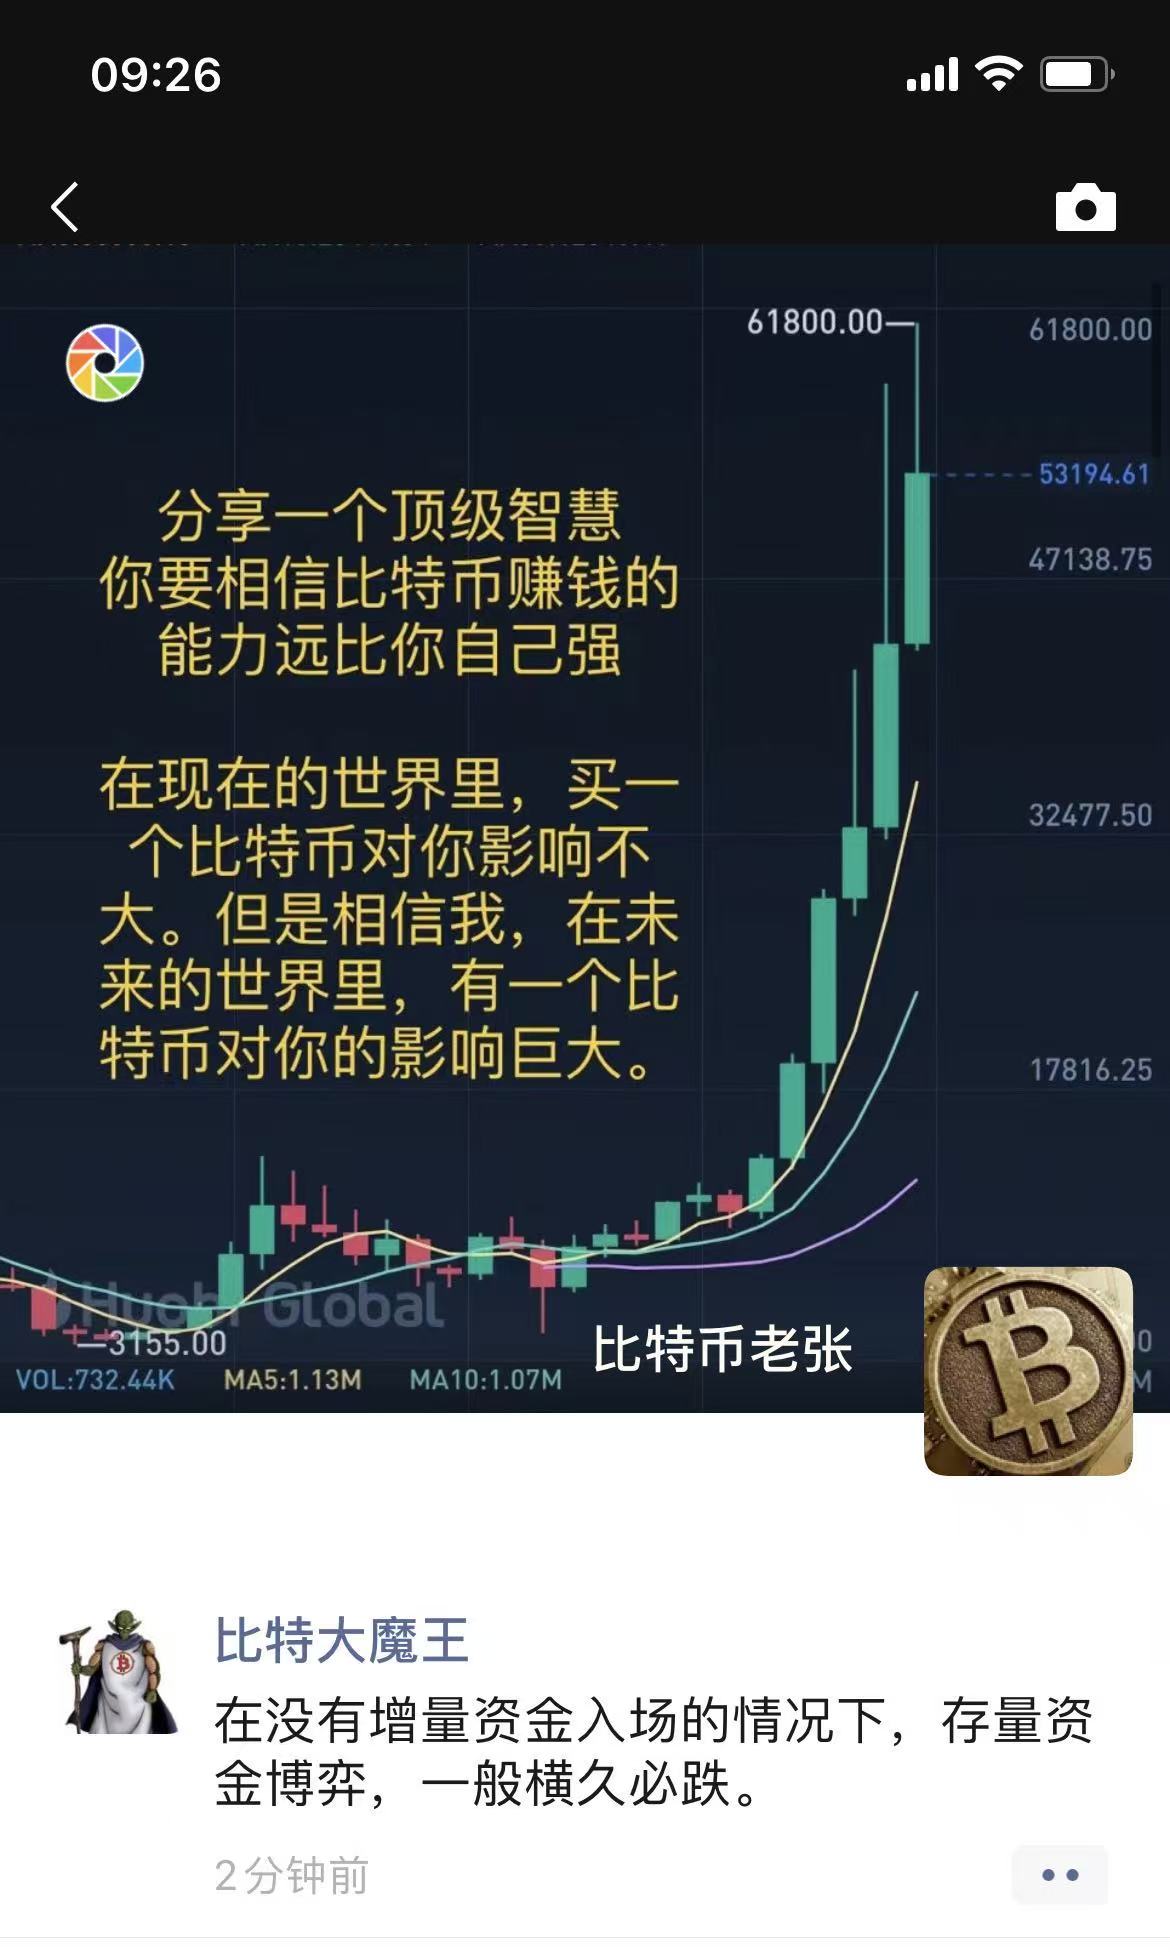 09:26
61800.00
61800.00
分享一个顶级智慧
你要相信比特币赚钱的
能力远比你自己强
53194.61
47138.75
在现在的世界里，买一
个比特币对你影响不
大。但是相信我，在未
来的世界里，有一个比
特币对你的影响巨大。
32477.50
17816.25
Huobi Global
3155.00
比特币老张
VOL:732.44K MA5:1.13M MA10:1.07M
比特大魔王
在没有增量资金入场的情况下，存量资
金博弈，一般横久必跌。
2分钟前